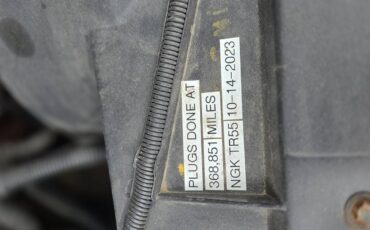 PLUGS DONE AT
368,851 MILES
NGK TR55 10-14-2023